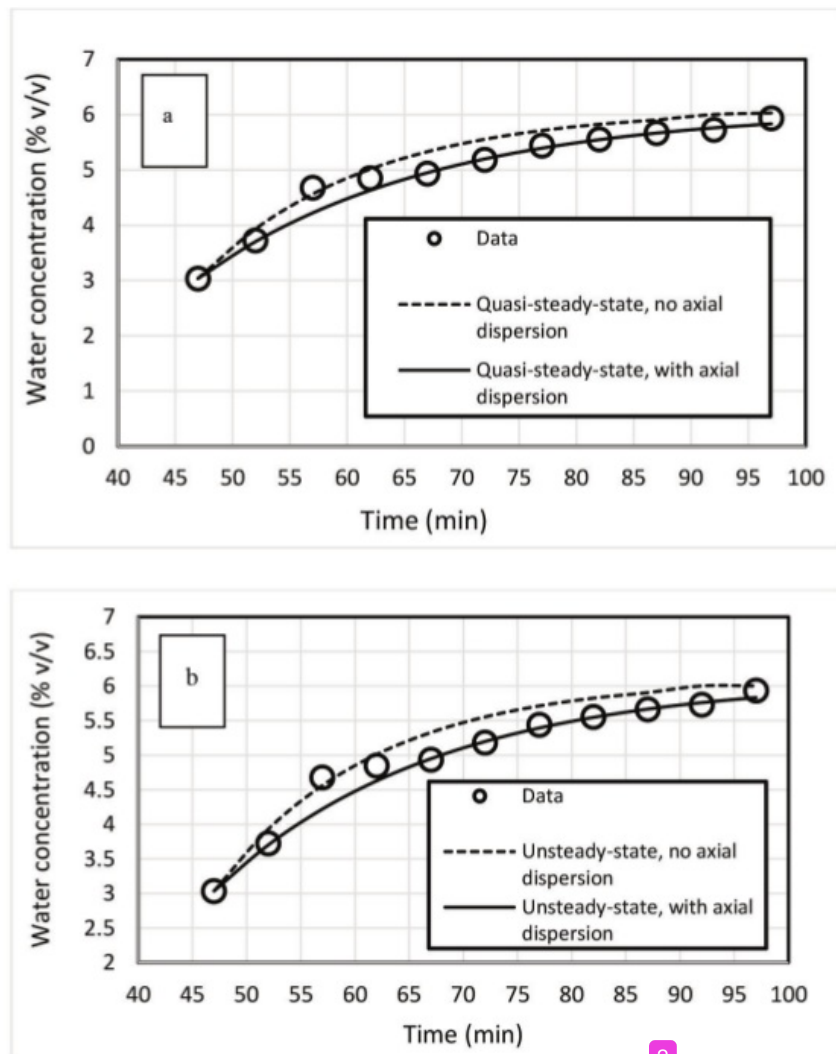 Water concentration (% v/v)
7
6
5
4
3
2
1
0
a
Data
Quasi-steady-state, no axial
dispersion
Quasi-steady-state, with axial
dispersion
40 45 50 55 60 65 70 75 80 85 90 95 100
Time (min)
Water concentration (% v/v)
7
6.5
6
5.5
5
4.5
4
3.5
3
2.5
2
b
Data
Unsteady-state, no axial
dispersion
Unsteady-state, with axial
dispersion
40 45 50 55 60 65 70 75 80 85 90 95 100
Time (min)